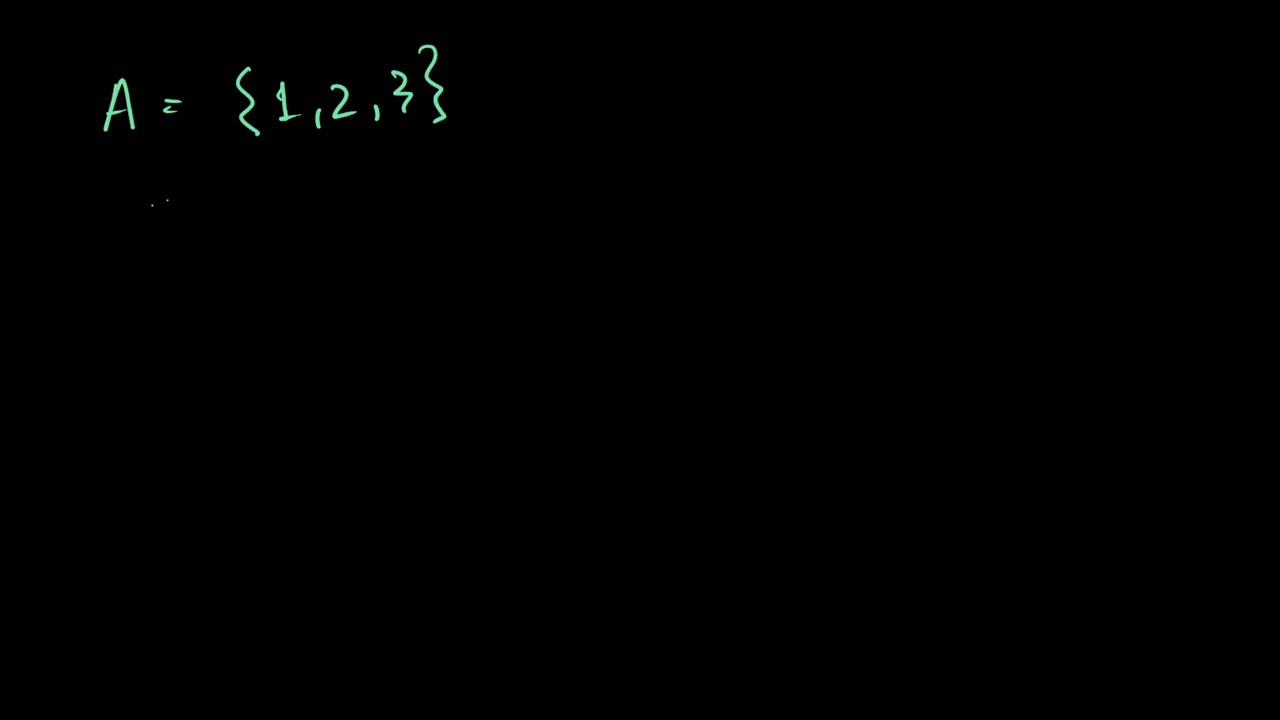 A = {1,2,3}